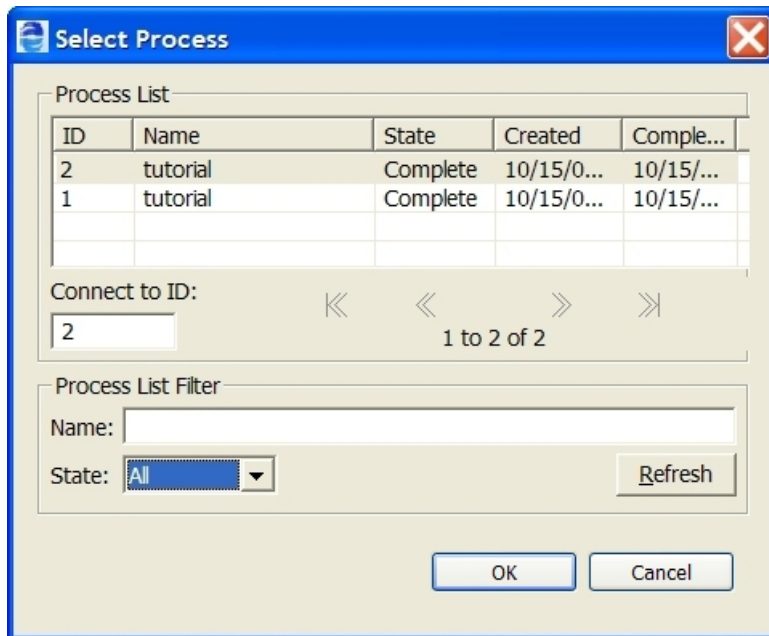 Select Process
Process List
ID Name State Created Comple...
2 tutorial Complete 10/15/0... 10/15/...
1 tutorial Complete 10/15/0... 10/15/...
Connect to ID:
2
1 to 2 of 2
Process List Filter
Name:
State: All Refresh
OK Cancel